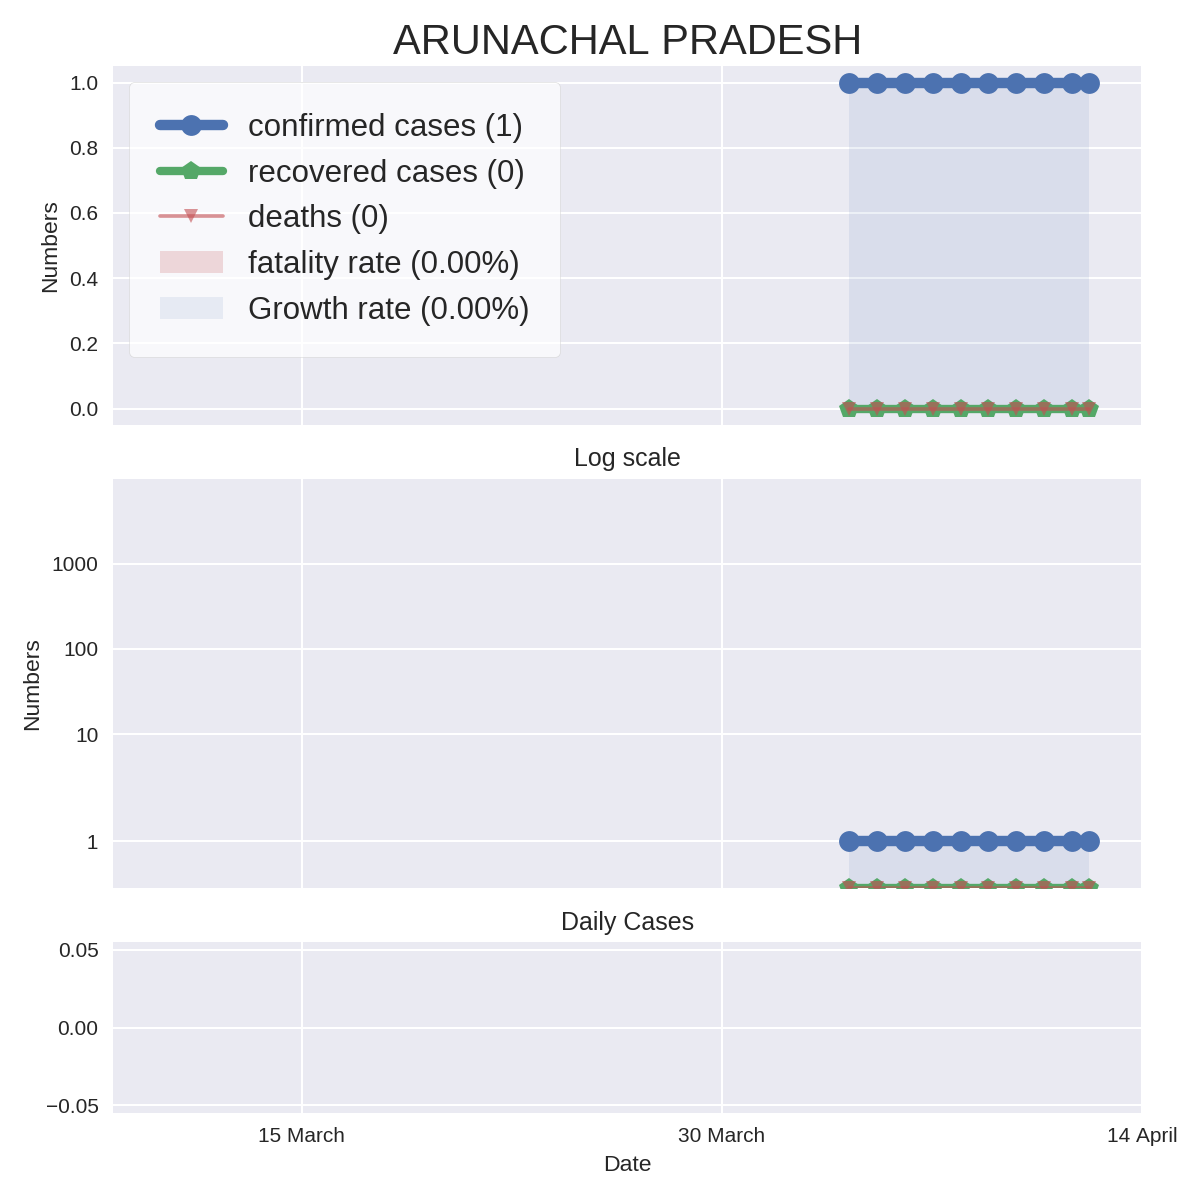 ARUNACHAL PRADESH
1.0
0.8
0.6
0.4
0.2
0.0
Numbers
confirmed cases (1)
recovered cases (0)
deaths (0)
fatality rate (0.00%)
Growth rate (0.00%)
Log scale
1000
100
10
1
Numbers
Daily Cases
0.05
0.00
−0.05
15 March 30 March 14 April
Date